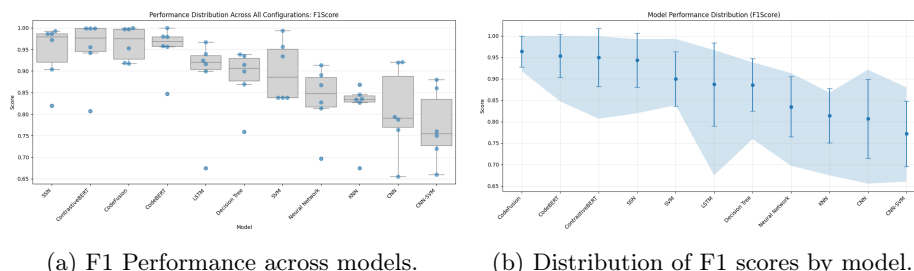 Performance Distribution Across All Configurations: F1Score
Score
1.00
0.95
0.90
0.85
0.80
0.75
0.70
0.65
SSN
ContrastiveBERT
CodeFusion
CodeBERT
LSTM
Decision Tree
SVM
Neural Network
KNN
CNN
CNN-SVM
Model
(a) F1 Performance across models.
Model Performance Distribution (F1Score)
Score
1.00
0.95
0.90
0.85
0.80
0.75
0.70
0.65
CodeFusion
CodeBERT
ContrastiveBERT
SSN
SVM
LSTM
Decision Tree
Neural Network
KNN
CNN
CNN-SVM
(b) Distribution of F1 scores by model.